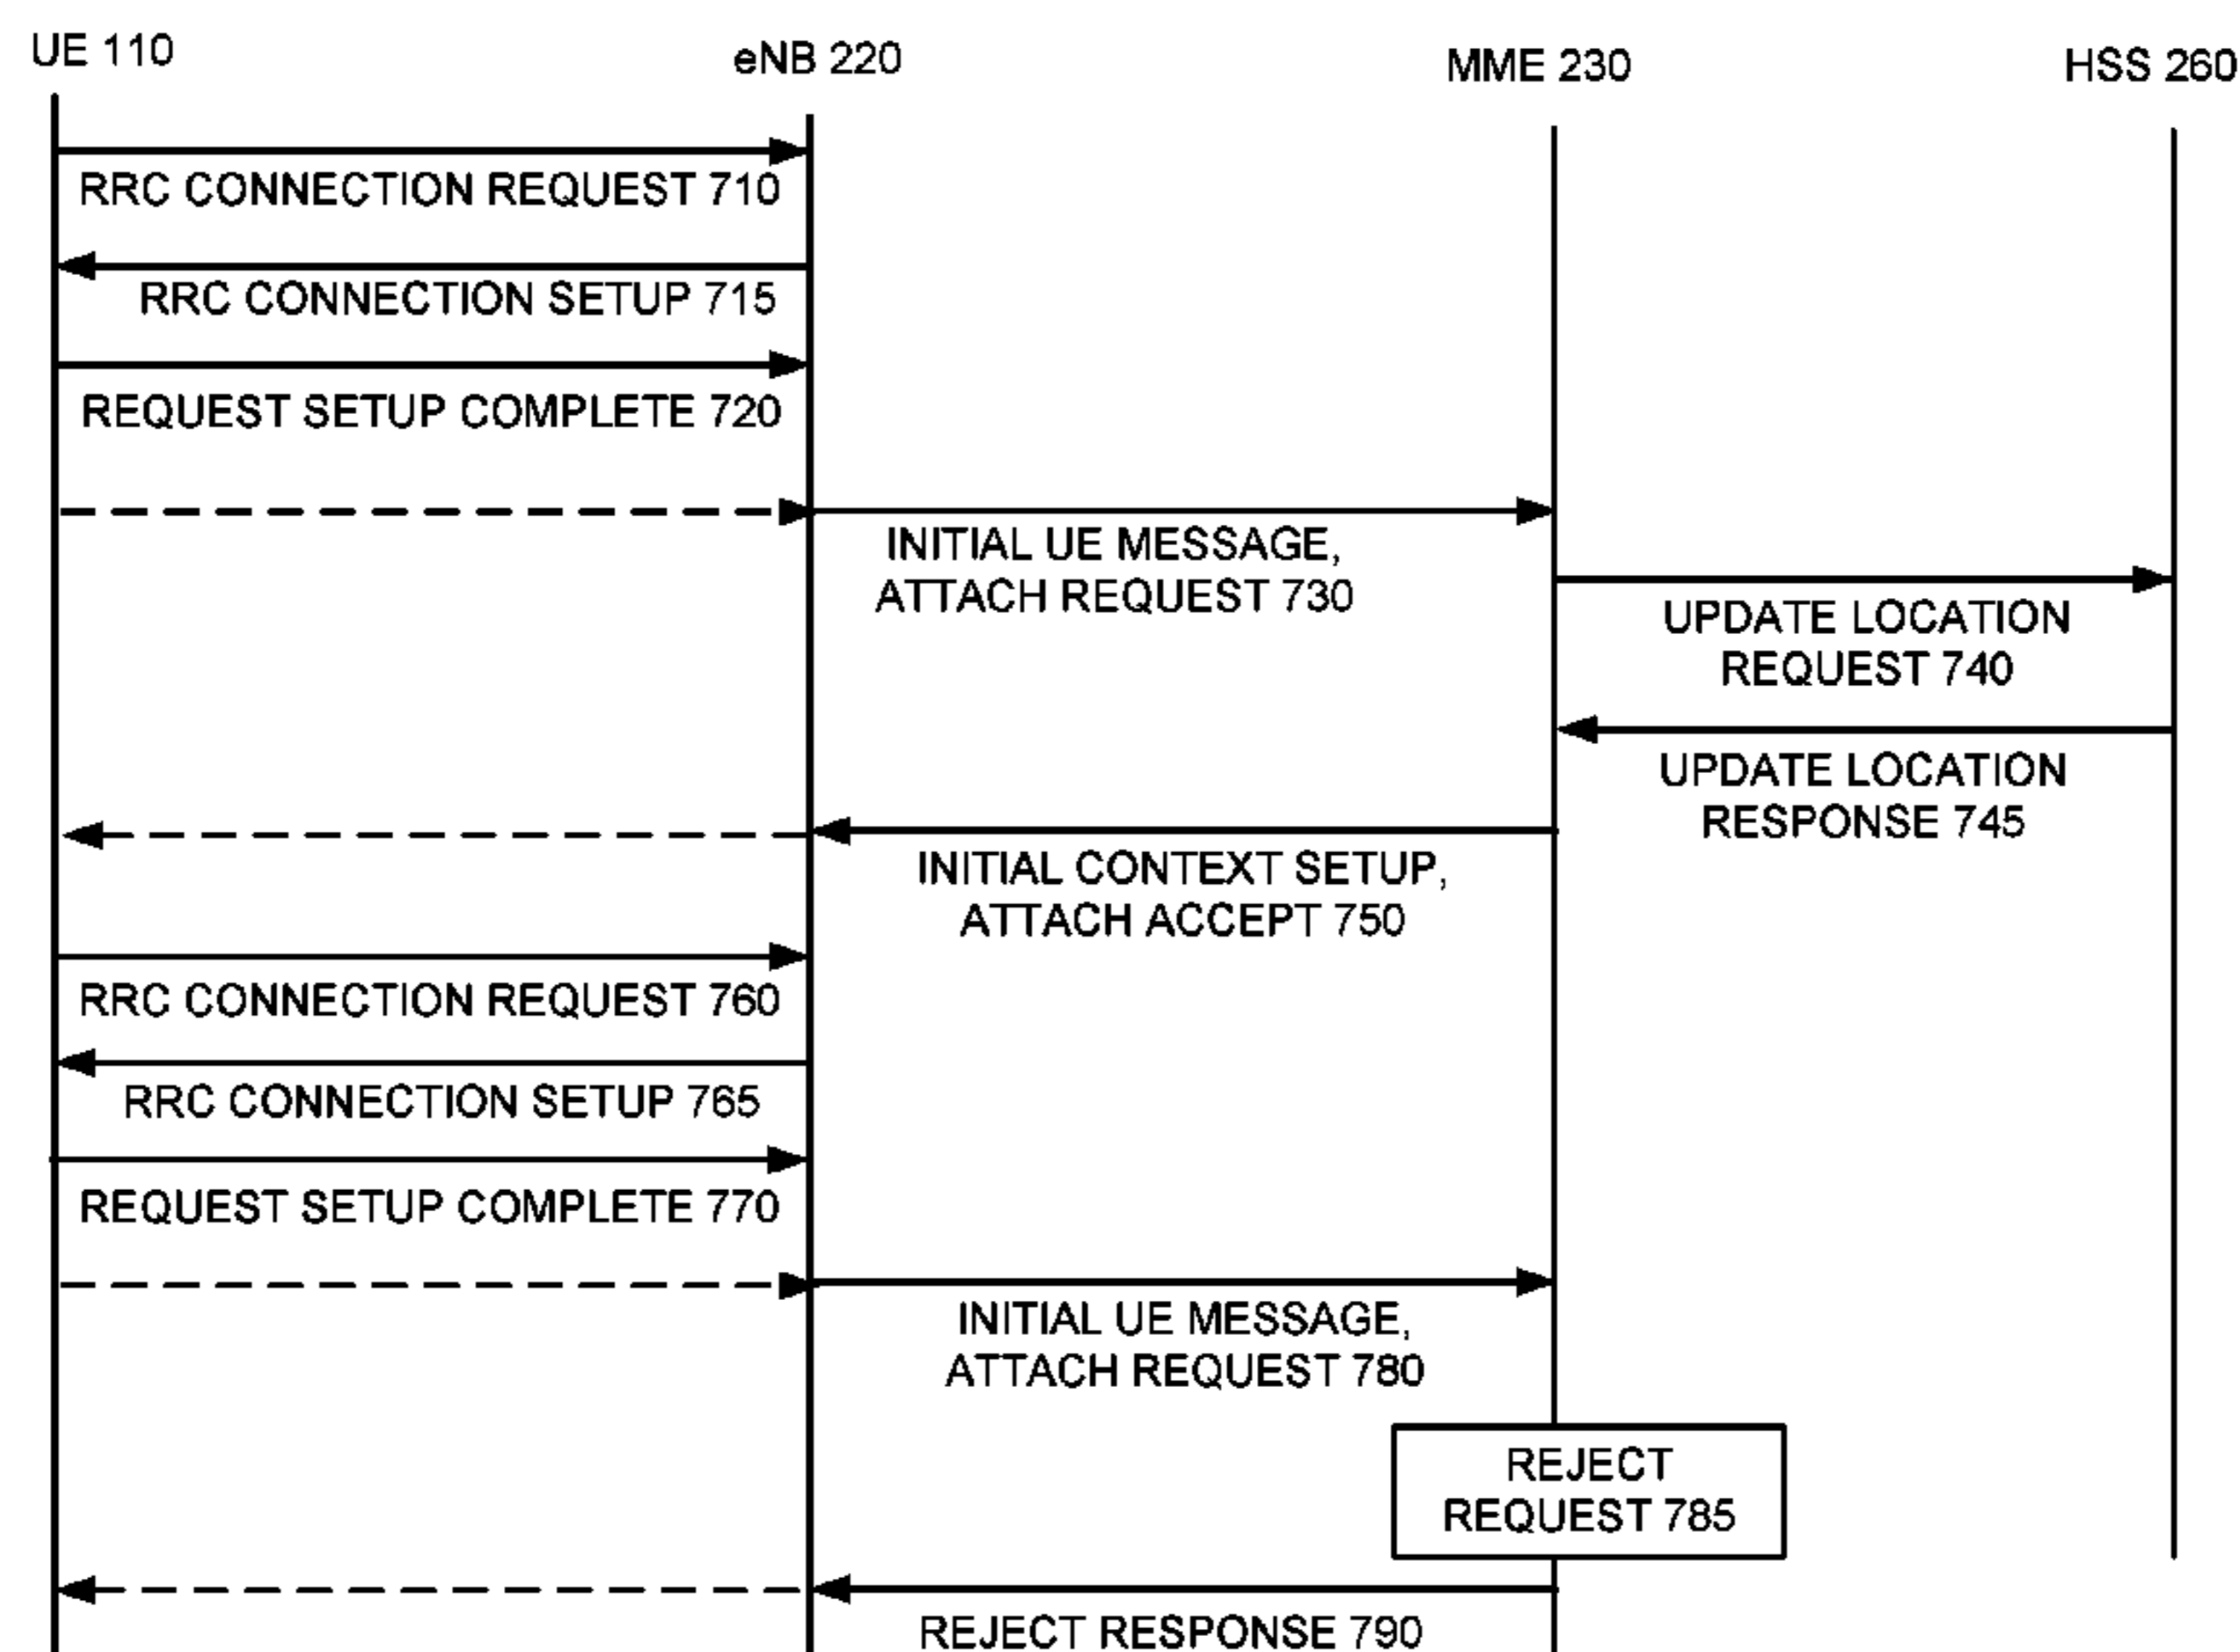 UE 110
eNB 220
MME 230
HSS 260
RRC CONNECTION REQUEST 710
RRC CONNECTION SETUP 715
REQUEST SETUP COMPLETE 720
INITIAL UE MESSAGE,
ATTACH REQUEST 730
UPDATE LOCATION
REQUEST 740
UPDATE LOCATION
RESPONSE 745
INITIAL CONTEXT SETUP,
ATTACH ACCEPT 750
RRC CONNECTION REQUEST 760
RRC CONNECTION SETUP 765
REQUEST SETUP COMPLETE 770
INITIAL UE MESSAGE,
ATTACH REQUEST 780
REJECT
REQUEST 785
REJECT RESPONSE 790